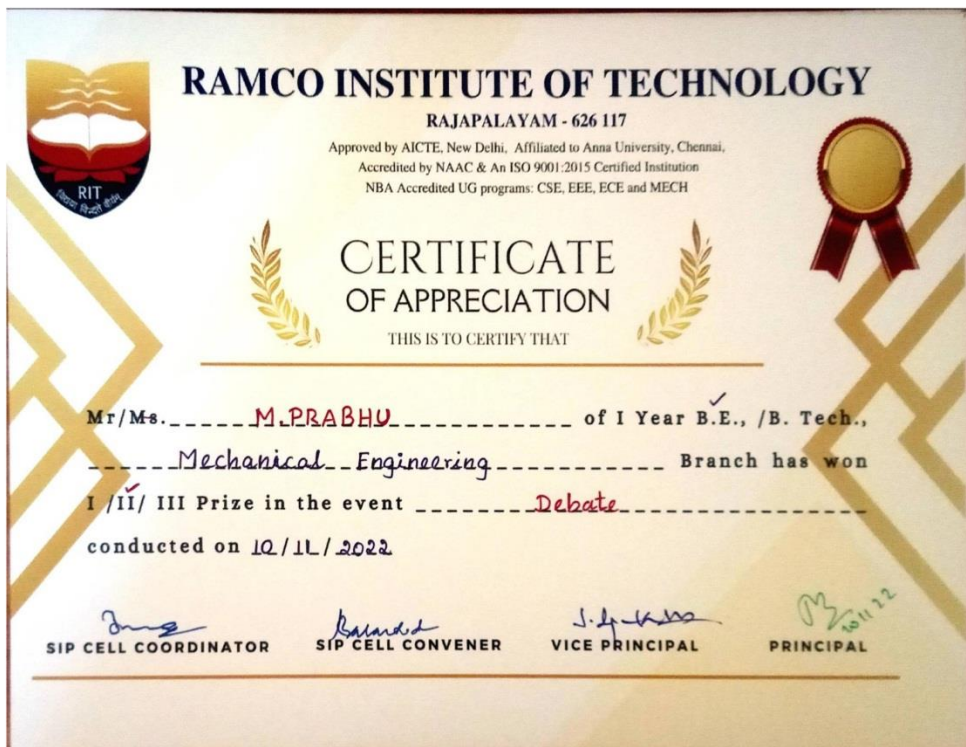 RAMCO INSTITUTE OF TECHNOLOGY
RAJAPALAYAM - 626 117
Approved by AICTE, New Delhi, Affiliated to Anna University, Chennai,
Accredited by NAAC & An ISO 9001:2015 Certified Institution
NBA Accredited UG programs: CSE, EEE, ECE and MECH
RIT
विद्यया विन्दते वीर्यम्
CERTIFICATE
OF APPRECIATION
THIS IS TO CERTIFY THAT
Mr/Ms. M.PRABHU of I Year B.E., /B. Tech.,
Mechanical Engineering Branch has won
I /II/ III Prize in the event Debate
conducted on 10/11/2022
SIP CELL COORDINATOR SIP CELL CONVENER VICE PRINCIPAL PRINCIPAL